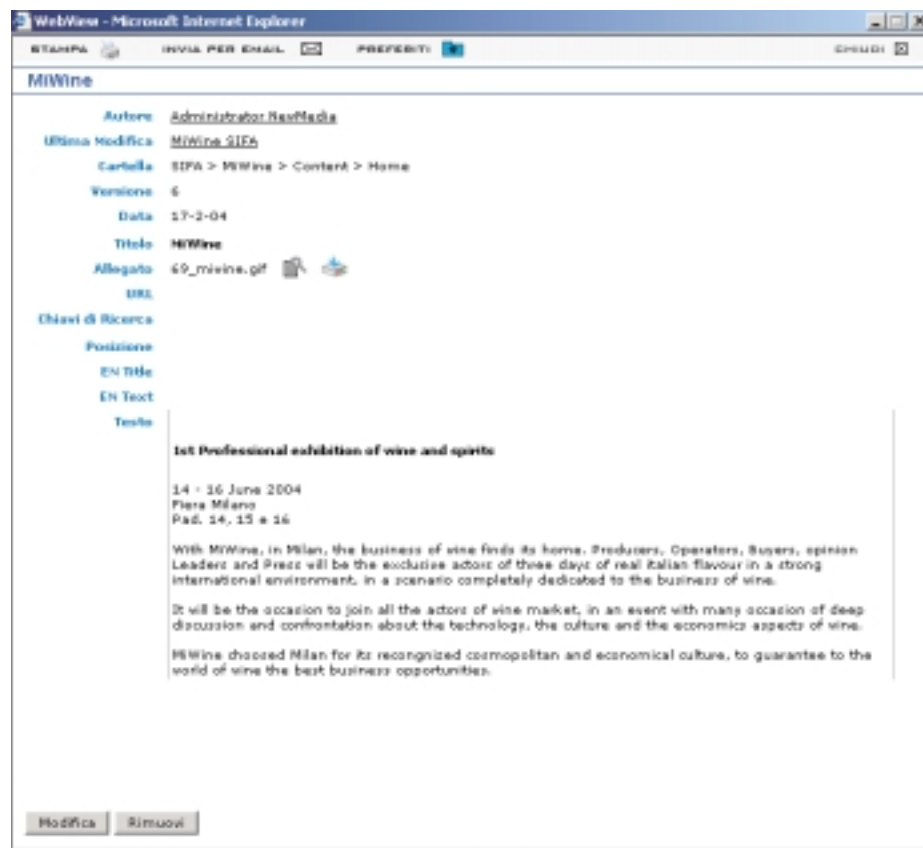 WebView - Microsoft Internet Explorer
STAMPA INVIA PER EMAIL PREFERITI CHIUDI
MiWine
Autore Administrator NewMedia
Ultima Modifica MiWine SIFA
Cartella SIFA > MiWine > Content > Home
Versione 6
Data 17-2-04
Titolo MiWine
Allegato 69_miwine.gif
URL
Chiavi di Ricerca
Posizione
EN Title
EN Text
Testo
1st Professional exhibition of wine and spirits
14 - 16 June 2004
Fiera Milano
Pad. 14, 15 e 16
With MiWine, in Milan, the business of wine finds its home. Producers, Operators, Buyers, opinion
Leaders and Press will be the exclusive actors of three days of real italian flavour in a strong
international environment, in a scenario completely dedicated to the business of wine.
It will be the occasion to join all the actors of wine market, in an event with many occasion of deep
discussion and confrontation about the technology, the culture and the economics aspects of wine.
MiWine choosed Milan for its recongnized cosmopolitan and economical culture, to guarantee to the
world of wine the best business opportunities.
Modifica Rimuovi